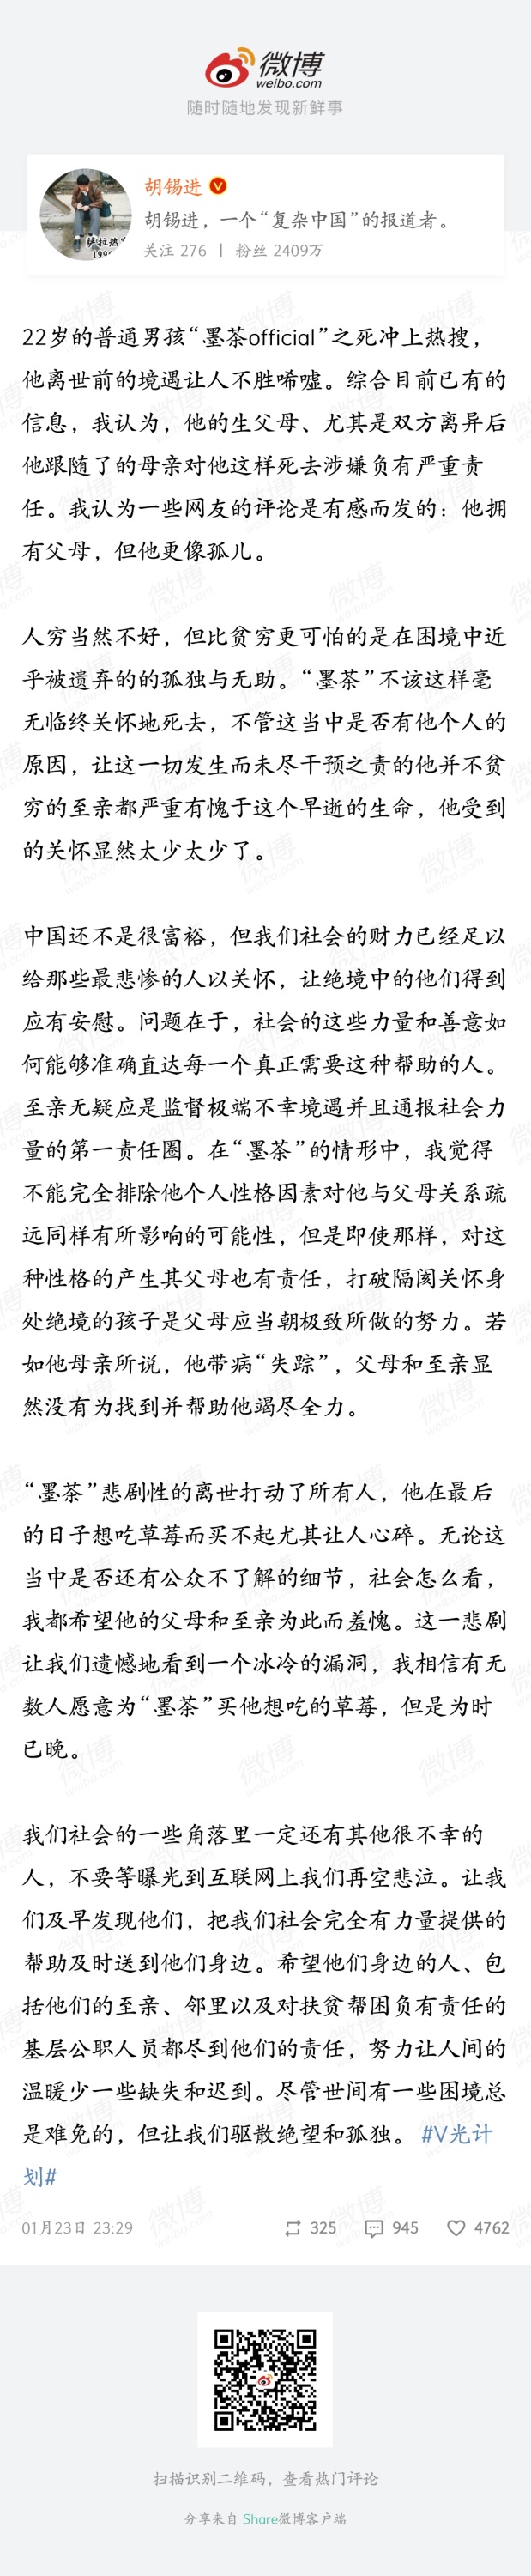 微博
weibo.com
随时随地发现新鲜事
胡锡进
胡锡进，一个“复杂中国”的报道者。
关注 276 | 粉丝 2409万
萨拉热
199
22岁的普通男孩“墨茶official”之死冲上热搜，
他离世前的境遇让人不胜唏嘘。综合目前已有的
信息，我认为，他的生父母、尤其是双方离异后
他跟随了的母亲对他这样死去涉嫌负有严重责
任。我认为一些网友的评论是有感而发的：他拥
有父母，但他更像孤儿。
人穷当然不好，但比贫穷更可怕的是在困境中近
乎被遗弃的的孤独与无助。“墨茶”不该这样毫
无临终关怀地死去，不管这当中是否有他个人的
原因，让这一切发生而未尽干预之责的他并不贫
穷的至亲都严重有愧于这个早逝的生命，他受到
的关怀显然太少太少了。
中国还不是很富裕，但我们社会的财力已经足以
给那些最悲惨的人以关怀，让绝境中的他们得到
应有安慰。问题在于，社会的这些力量和善意如
何能够准确直达每一个真正需要这种帮助的人。
至亲无疑应是监督极端不幸境遇并且通报社会力
量的第一责任圈。在“墨茶”的情形中，我觉得
不能完全排除他个人性格因素对他与父母关系疏
远同样有所影响的可能性，但是即使那样，对这
种性格的产生其父母也有责任，打破隔阂关怀身
处绝境的孩子是父母应当朝极致所做的努力。若
如他母亲所说，他带病“失踪”，父母和至亲显
然没有为找到并帮助他竭尽全力。
“墨茶”悲剧性的离世打动了所有人，他在最后
的日子想吃草莓而买不起尤其让人心碎。无论这
当中是否还有公众不了解的细节，社会怎么看，
我都希望他的父母和至亲为此而羞愧。这一悲剧
让我们遗憾地看到一个冰冷的漏洞，我相信有无
数人愿意为“墨茶”买他想吃的草莓，但是为时
已晚。
我们社会的一些角落里一定还有其他很不幸的
人，不要等曝光到互联网上我们再空悲泣。让我
们及早发现他们，把我们社会完全有力量提供的
帮助及时送到他们身边。希望他们身边的人、包
括他们的至亲、邻里以及对扶贫帮困负有责任的
基层公职人员都尽到他们的责任，努力让人间的
温暖少一些缺失和迟到。尽管世间有一些困境总
是难免的，但让我们驱散绝望和孤独。 #V光计
划#
01月23日 23:29 325 945 4762
扫描识别二维码，查看热门评论
分享来自 Share微博客户端